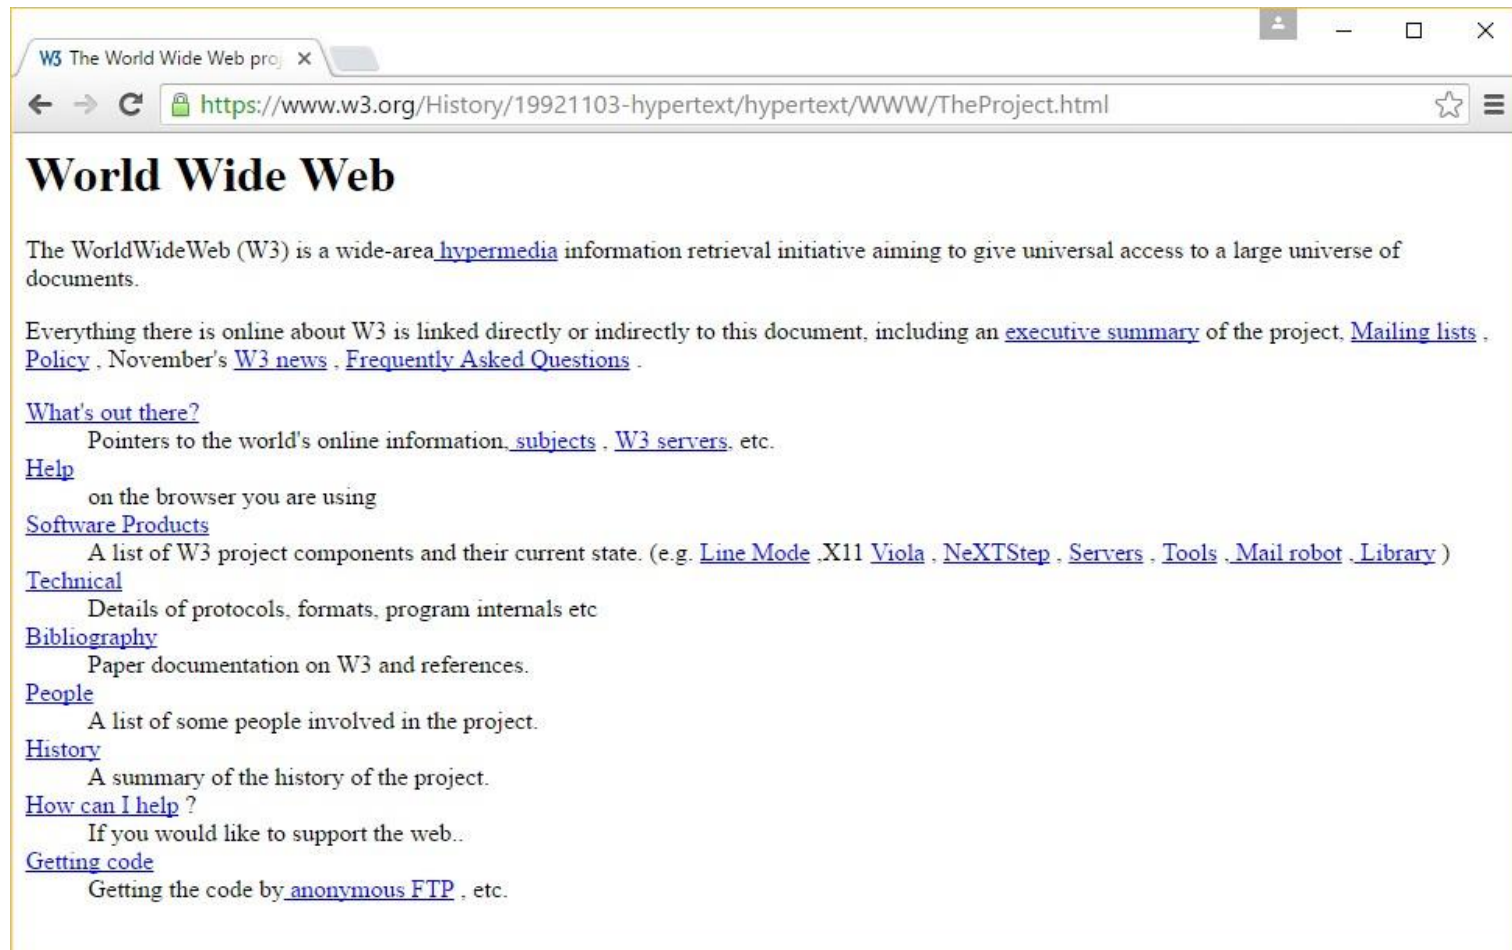 W3 The World Wide Web proj
https://www.w3.org/History/19921103-hypertext/hypertext/WWW/TheProject.html
World Wide Web
The WorldWideWeb (W3) is a wide-area hypermedia information retrieval initiative aiming to give universal access to a large universe of
documents.
Everything there is online about W3 is linked directly or indirectly to this document, including an executive summary of the project, Mailing lists ,
Policy , November's W3 news , Frequently Asked Questions .
What's out there?
Pointers to the world's online information, subjects , W3 servers, etc.
Help
on the browser you are using
Software Products
A list of W3 project components and their current state. (e.g. Line Mode ,X11 Viola , NeXTStep , Servers , Tools , Mail robot , Library )
Technical
Details of protocols, formats, program internals etc
Bibliography
Paper documentation on W3 and references.
People
A list of some people involved in the project.
History
A summary of the history of the project.
How can I help ?
If you would like to support the web..
Getting code
Getting the code by anonymous FTP , etc.